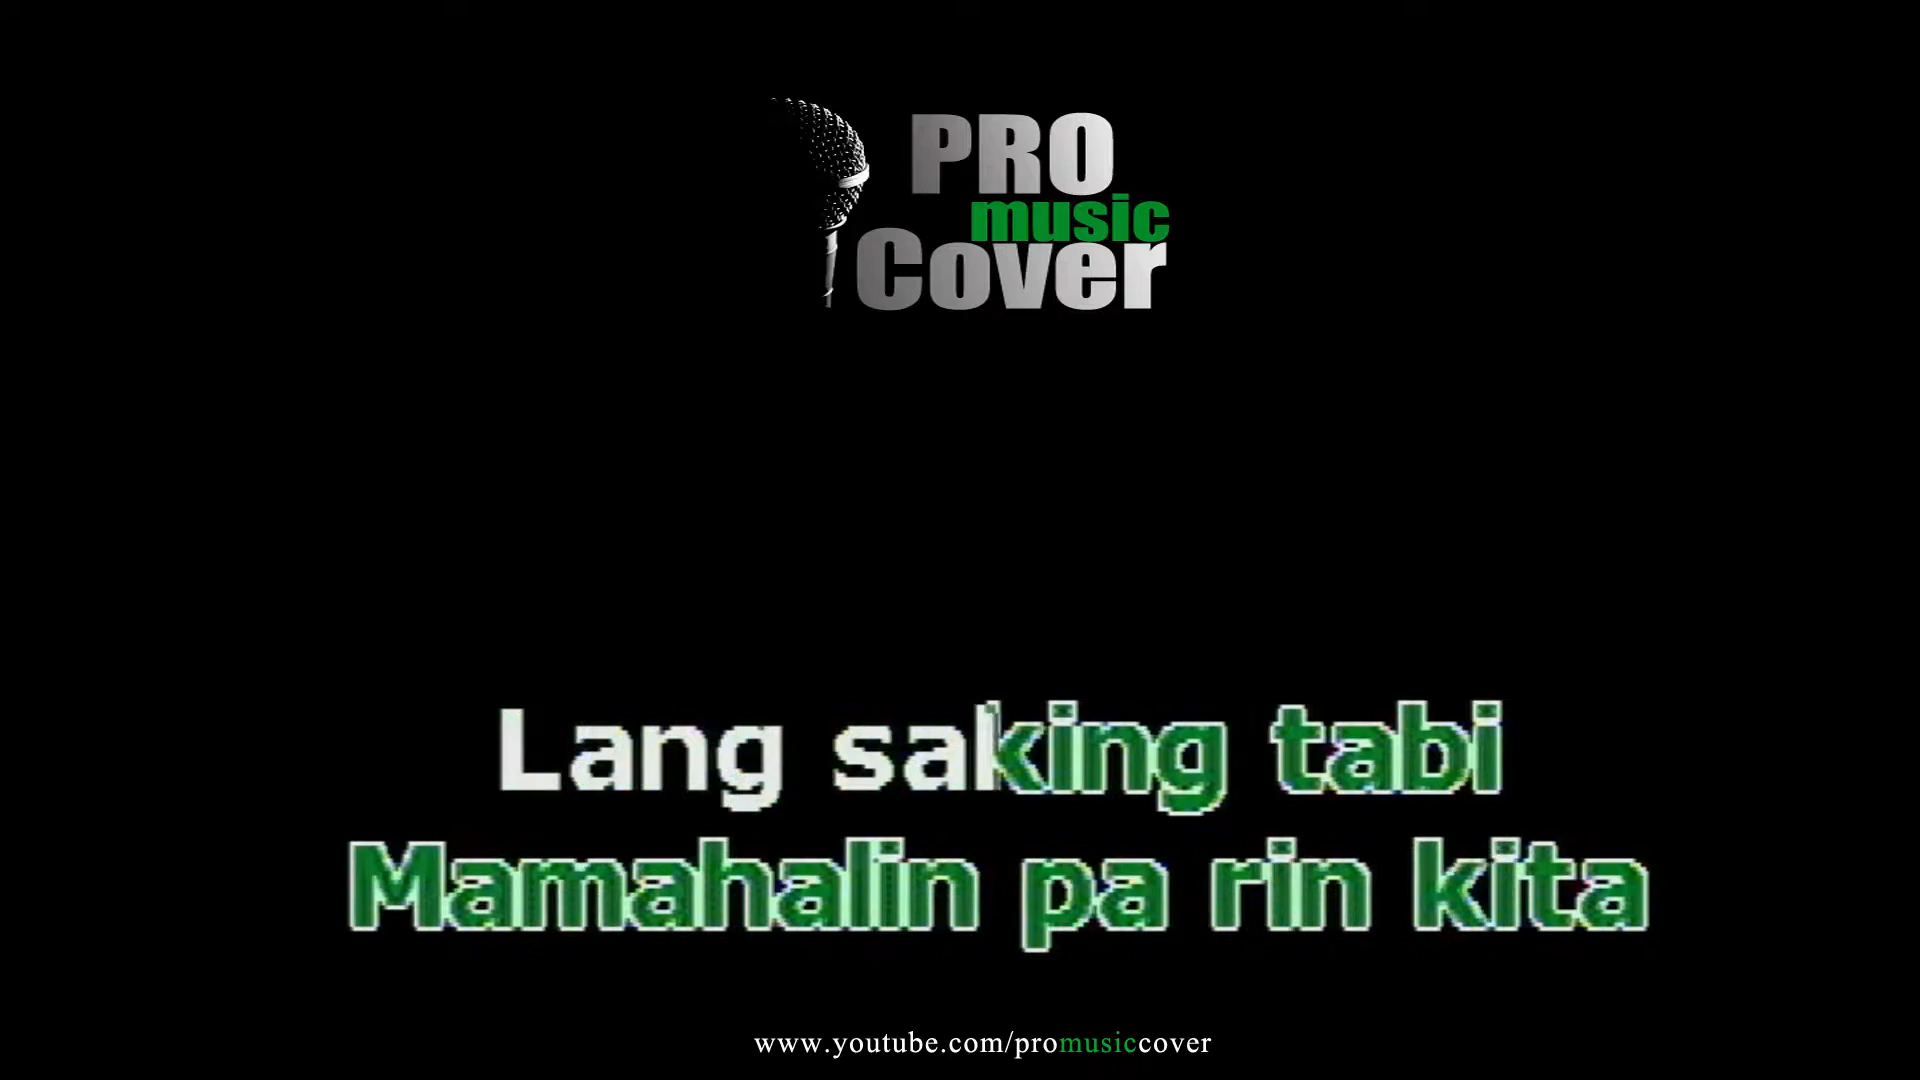 PRO
music
Cover
Lang saking tabi
Mamahalin pa rin kita
www.youtube.com/promusiccover